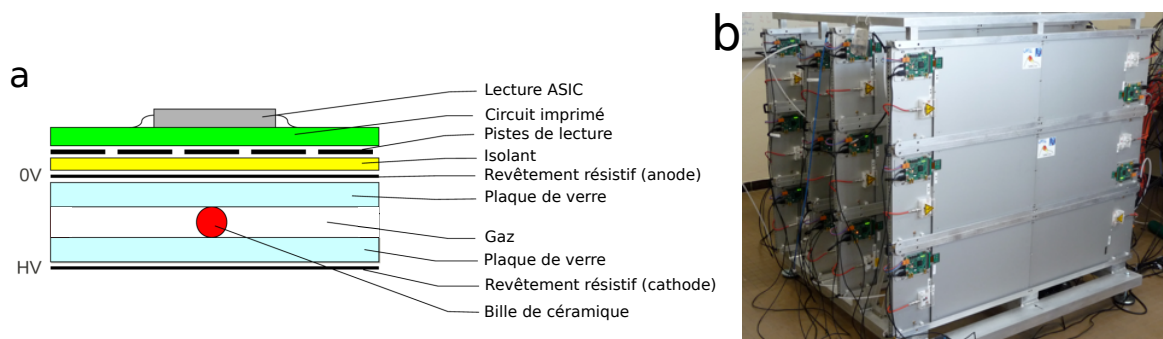 a
Lecture ASIC
Circuit imprimé
Pistes de lecture
Isolant
0V
Revêtement résistif (anode)
Plaque de verre
Gaz
Plaque de verre
HV
Revêtement résistif (cathode)
Bille de céramique
b